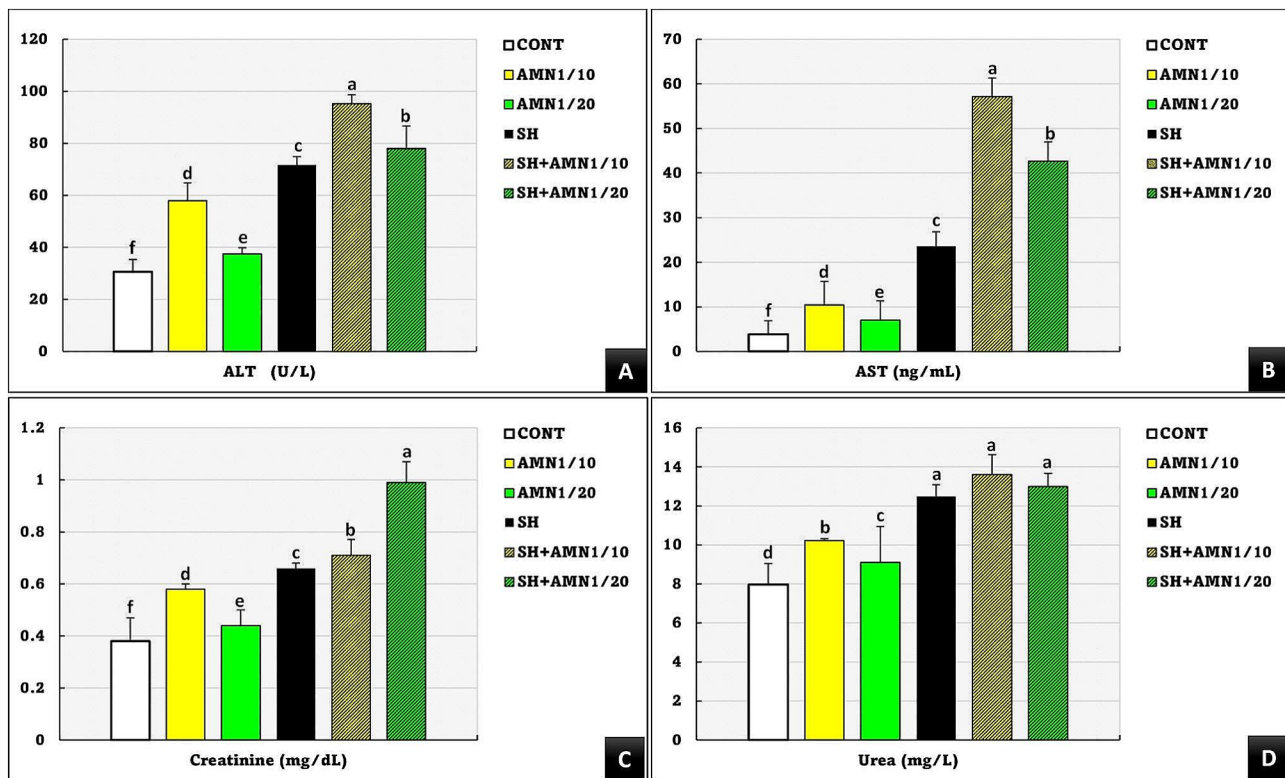 120
100
80
60
40
20
0
f
d
e
c
a
b
ALT (U/L)
CONT
AMN1/10
AMN1/20
SH
SH+AMN1/10
SH+AMN1/20
A
70
60
50
40
30
20
10
0
f
d
e
c
a
b
AST (ng/mL)
CONT
AMN1/10
AMN1/20
SH
SH+AMN1/10
SH+AMN1/20
B
1.2
1
0.8
0.6
0.4
0.2
0
f
d
e
c
b
a
Creatinine (mg/dL)
CONT
AMN1/10
AMN1/20
SH
SH+AMN1/10
SH+AMN1/20
C
16
14
12
10
8
6
4
2
0
d
b
c
a
a
a
Urea (mg/L)
CONT
AMN1/10
AMN1/20
SH
SH+AMN1/10
SH+AMN1/20
D